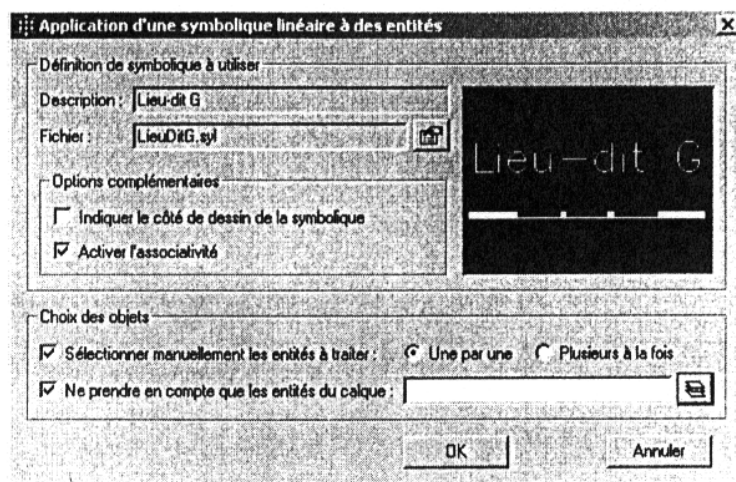 Application d'une symbolique linéaire à des entités
Définition de symbolique à utiliser
Description : Lieu-dit G
Fichier : LieuDitG.syl
Lieu-dit G
Options complémentaires
Indiquer le côté de dessin de la symbolique
Activer l'associativité
Choix des objets
Sélectionner manuellement les entités à traiter : Une par une Plusieurs à la fois
Ne prendre en compte que les entités du calque :
OK Annuler